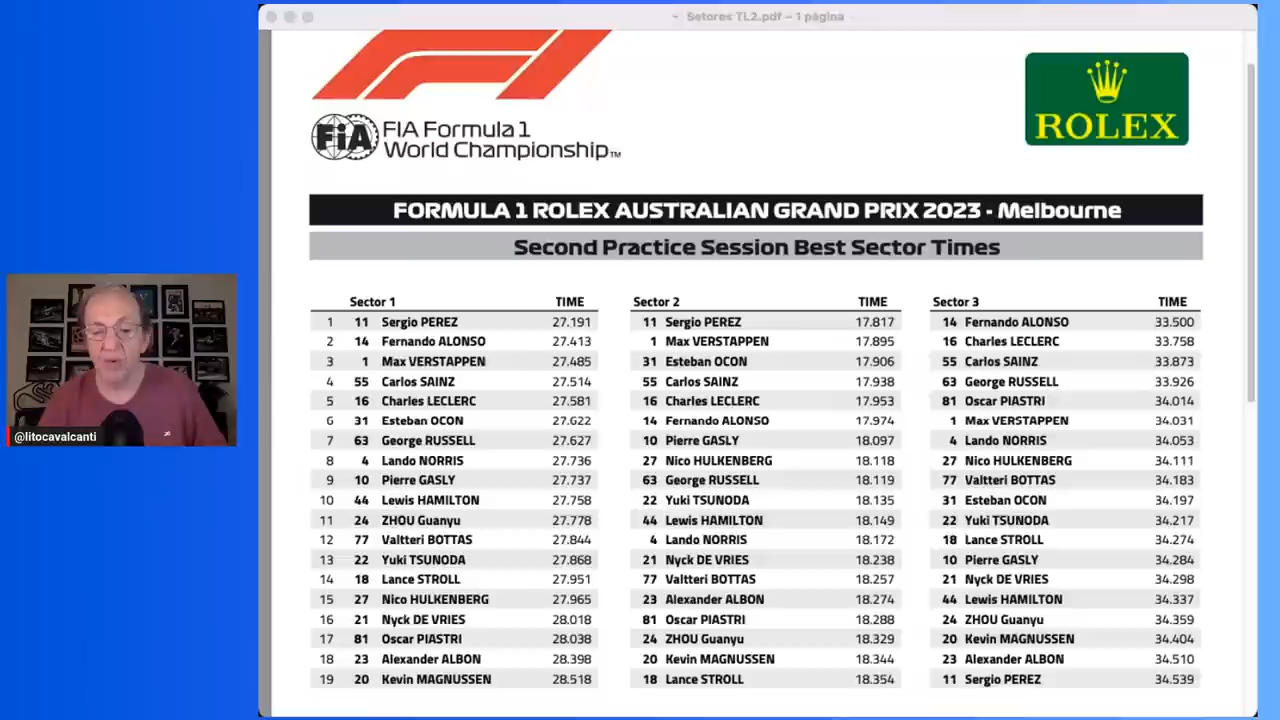 Setores TL2.pdf – 1 página
ROLEX
FIA
FIA Formula 1
World Championship™
FORMULA 1 ROLEX AUSTRALIAN GRAND PRIX 2023 - Melbourne
Second Practice Session Best Sector Times
Sector 1 TIME Sector 2 TIME Sector 3 TIME
1 11 Sergio PEREZ 27.191 11 Sergio PEREZ 17.817 14 Fernando ALONSO 33.500
2 14 Fernando ALONSO 27.413 1 Max VERSTAPPEN 17.895 16 Charles LECLERC 33.758
3 1 Max VERSTAPPEN 27.485 31 Esteban OCON 17.906 55 Carlos SAINZ 33.873
4 55 Carlos SAINZ 27.514 55 Carlos SAINZ 17.938 63 George RUSSELL 33.926
5 16 Charles LECLERC 27.581 16 Charles LECLERC 17.953 81 Oscar PIASTRI 34.014
6 31 Esteban OCON 27.622 14 Fernando ALONSO 17.974 1 Max VERSTAPPEN 34.031
7 63 George RUSSELL 27.627 10 Pierre GASLY 18.097 4 Lando NORRIS 34.053
8 4 Lando NORRIS 27.736 27 Nico HULKENBERG 18.118 27 Nico HULKENBERG 34.111
9 10 Pierre GASLY 27.737 63 George RUSSELL 18.119 77 Valtteri BOTTAS 34.183
10 44 Lewis HAMILTON 27.758 22 Yuki TSUNODA 18.135 31 Esteban OCON 34.197
11 24 ZHOU Guanyu 27.778 44 Lewis HAMILTON 18.149 22 Yuki TSUNODA 34.217
12 77 Valtteri BOTTAS 27.844 4 Lando NORRIS 18.172 18 Lance STROLL 34.274
13 22 Yuki TSUNODA 27.868 21 Nyck DE VRIES 18.238 10 Pierre GASLY 34.284
14 18 Lance STROLL 27.951 77 Valtteri BOTTAS 18.257 21 Nyck DE VRIES 34.298
15 27 Nico HULKENBERG 27.965 23 Alexander ALBON 18.274 44 Lewis HAMILTON 34.337
16 21 Nyck DE VRIES 28.018 81 Oscar PIASTRI 18.288 24 ZHOU Guanyu 34.359
17 81 Oscar PIASTRI 28.038 24 ZHOU Guanyu 18.329 20 Kevin MAGNUSSEN 34.404
18 23 Alexander ALBON 28.398 20 Kevin MAGNUSSEN 18.344 23 Alexander ALBON 34.510
19 20 Kevin MAGNUSSEN 28.518 18 Lance STROLL 18.354 11 Sergio PEREZ 34.539
@litocavalcanti